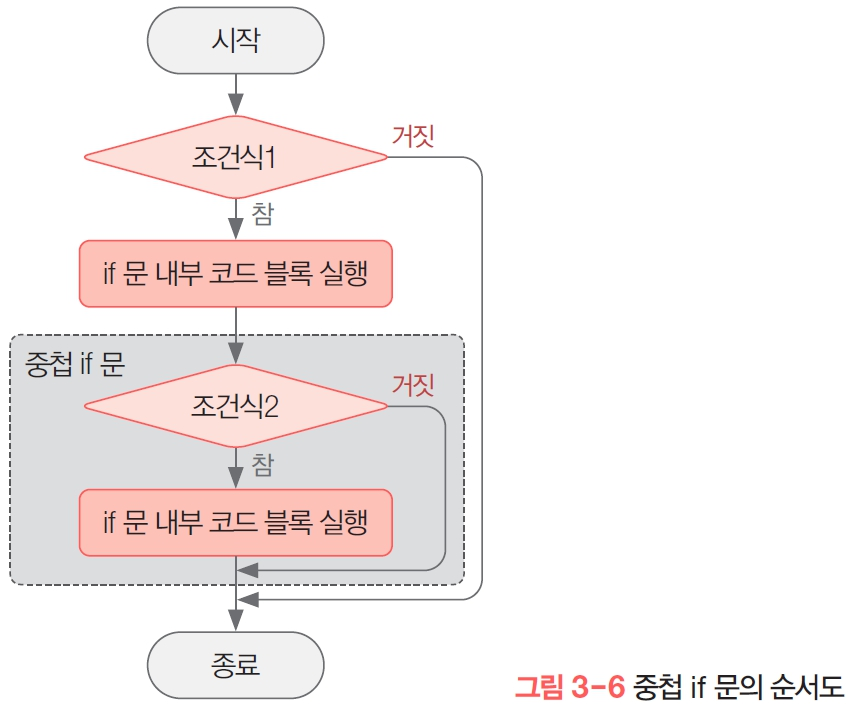 시작
조건식1
거짓
참
if 문 내부 코드 블록 실행
중첩 if 문
조건식2
거짓
참
if 문 내부 코드 블록 실행
종료
그림 3-6 중첩 if 문의 순서도